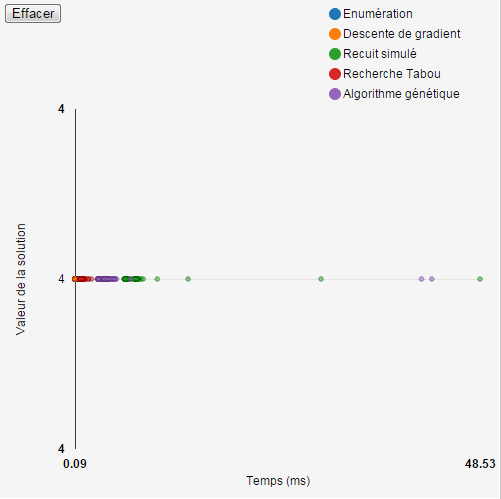 Effacer
Enumération
Descente de gradient
Recuit simulé
Recherche Tabou
Algorithme génétique
4
4
4
Valeur de la solution
0.09
48.53
Temps (ms)